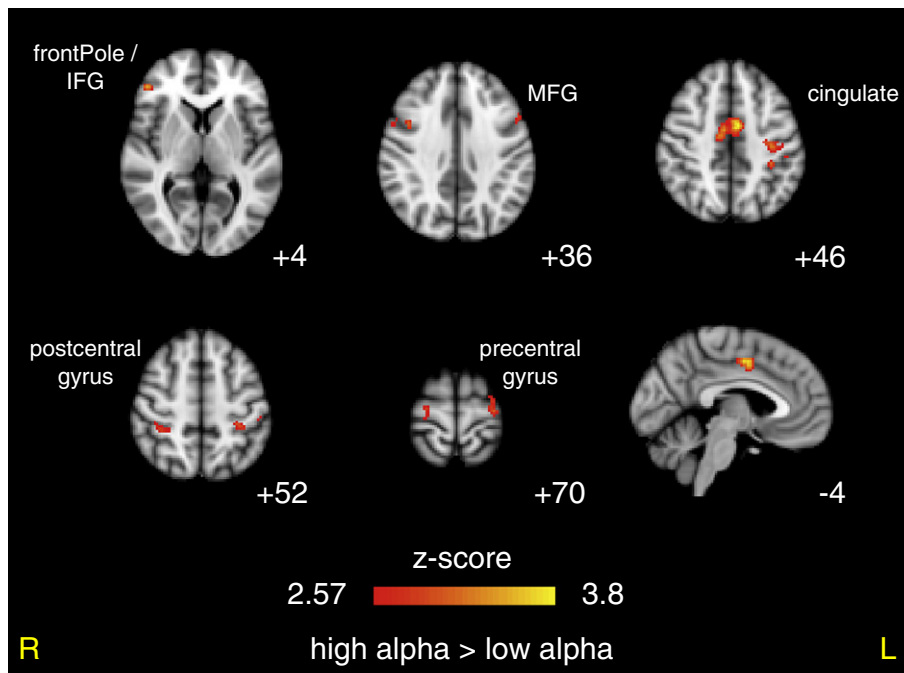 frontPole /
IFG
MFG
cingulate
+4
+36
+46
postcentral
gyrus
precentral
gyrus
+52
+70
-4
z-score
2.57
3.8
R
high alpha > low alpha
L